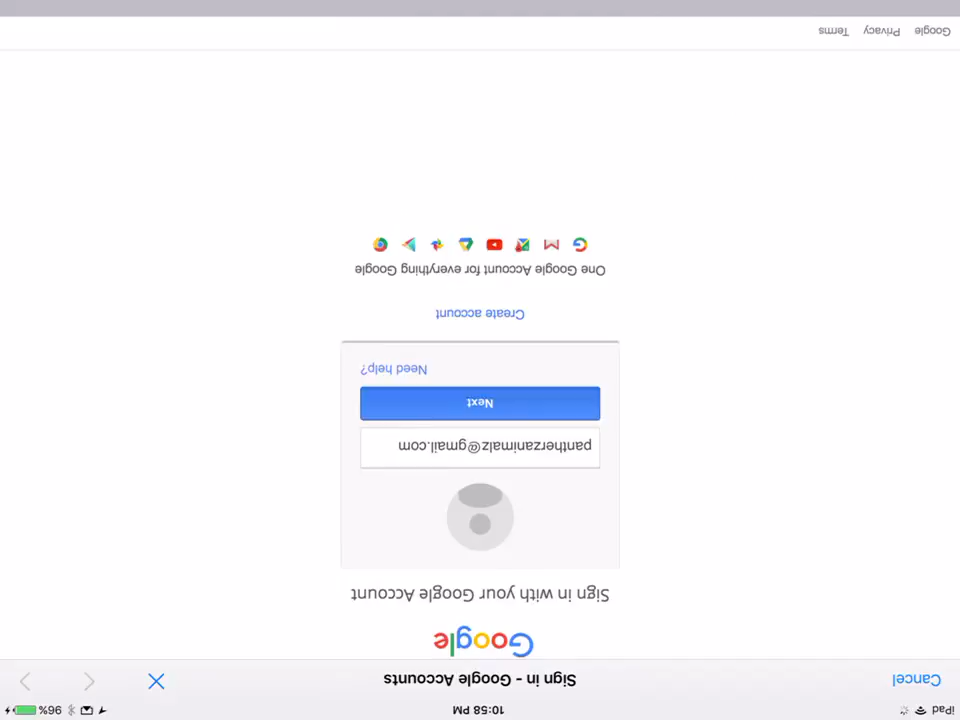 iPad 10:58 PM 96%
Cancel Sign in - Google Accounts
Google
Sign in with your Google Account
pantherzanimalz@gmail.com
Next
Need help?
Create account
One Google Account for everything Google
Google Privacy Terms